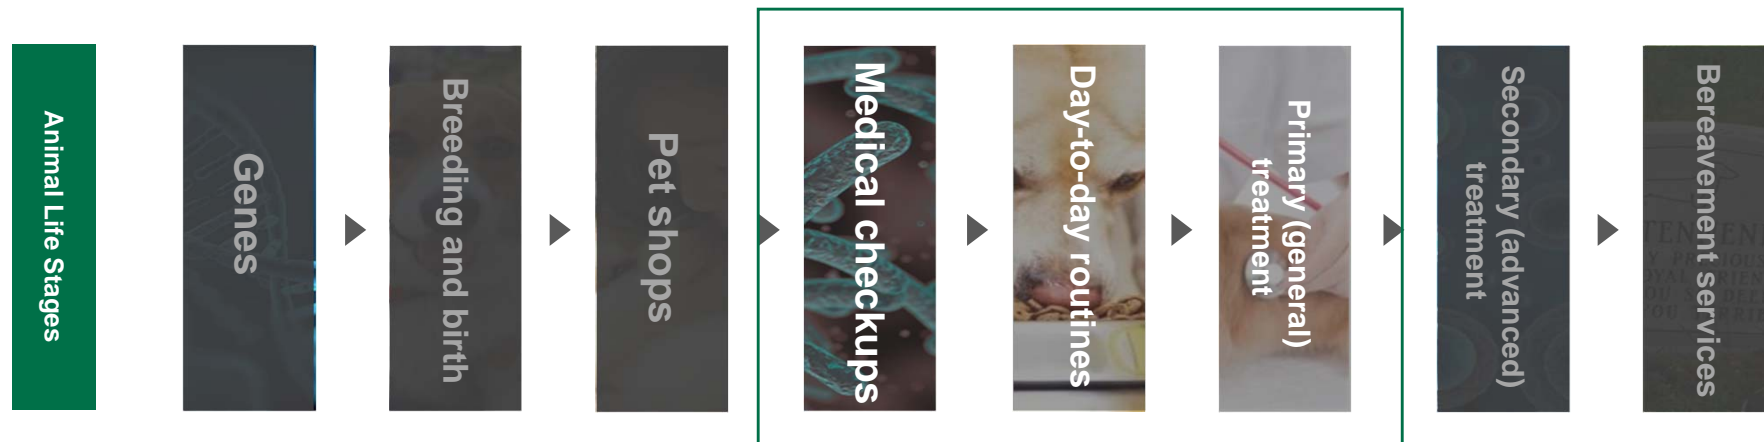 Animal Life Stages
Genes
Breeding and birth
Pet shops
Medical checkups
Day-to-day routines
Primary (general)
treatment
Secondary (advanced)
treatment
Bereavement services